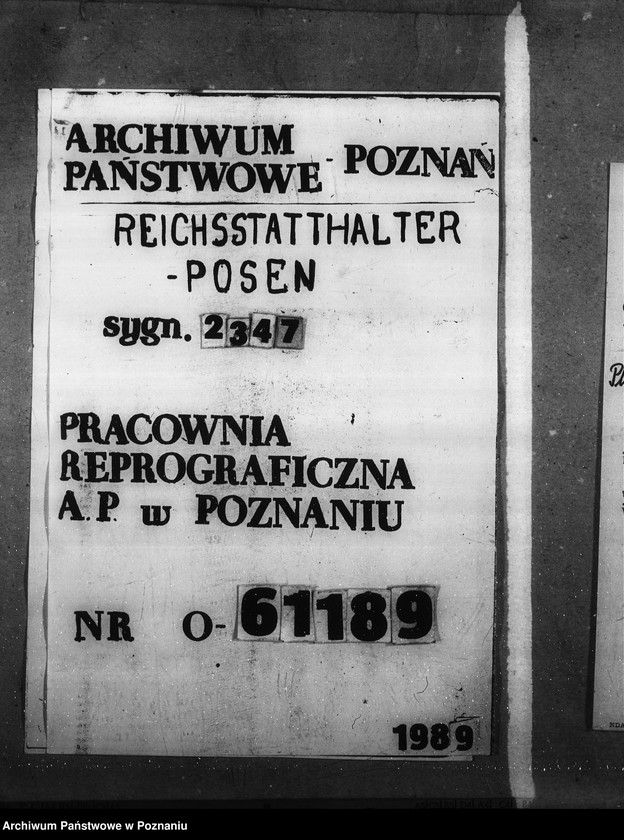 ARCHIWUM
PAŃSTWOWE - POZNAŃ
REICHSSTATTHALTER
-POSEN
sygn. 2347
PRACOWNIA
REPROGRAFICZNA
A.P. w POZNANIU
NR O-61189
1989
Archiwum Państwowe w Poznaniu